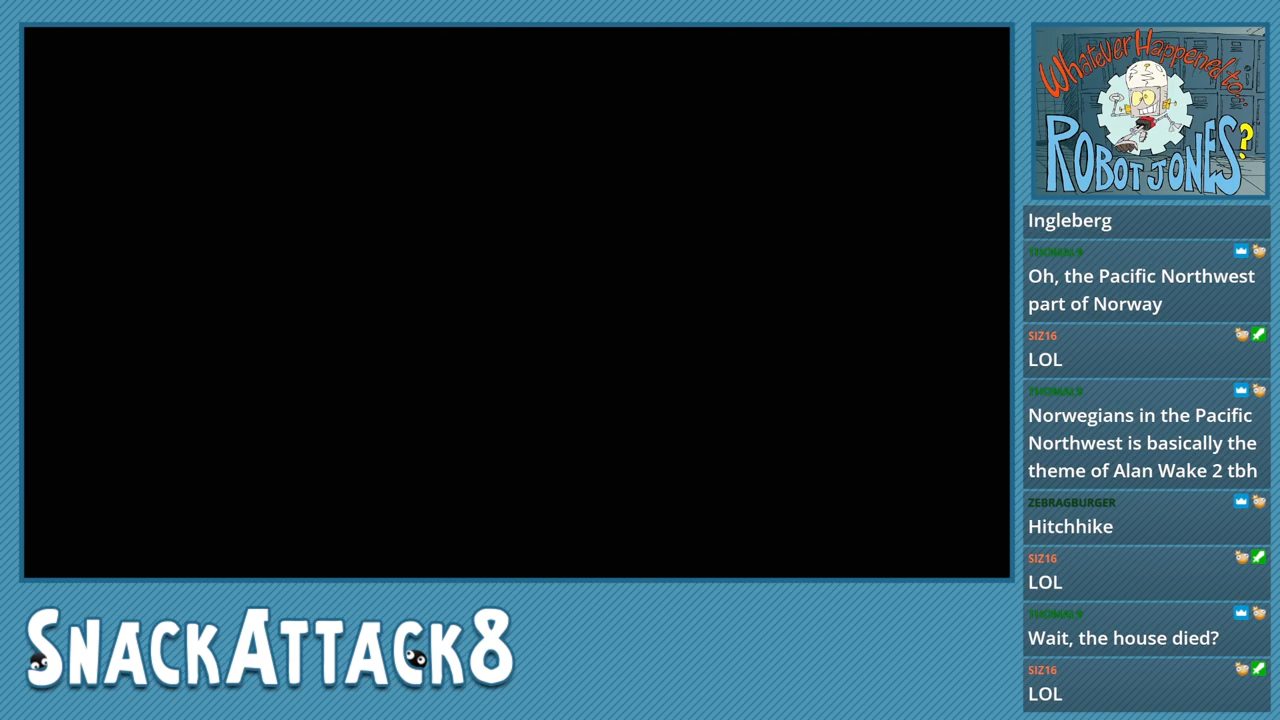 Whatever Happened to..
ROBOT JONES?
Ingleberg
THOMAL9
Oh, the Pacific Northwest
part of Norway
SIZ16
LOL
Norwegians in the Pacific
Northwest is basically the
theme of Alan Wake 2 tbh
ZEBRAGBURGER
Hitchhike
SIZ16
LOL
Wait, the house died?
SIZ16
LOL
SNACKATTACK8